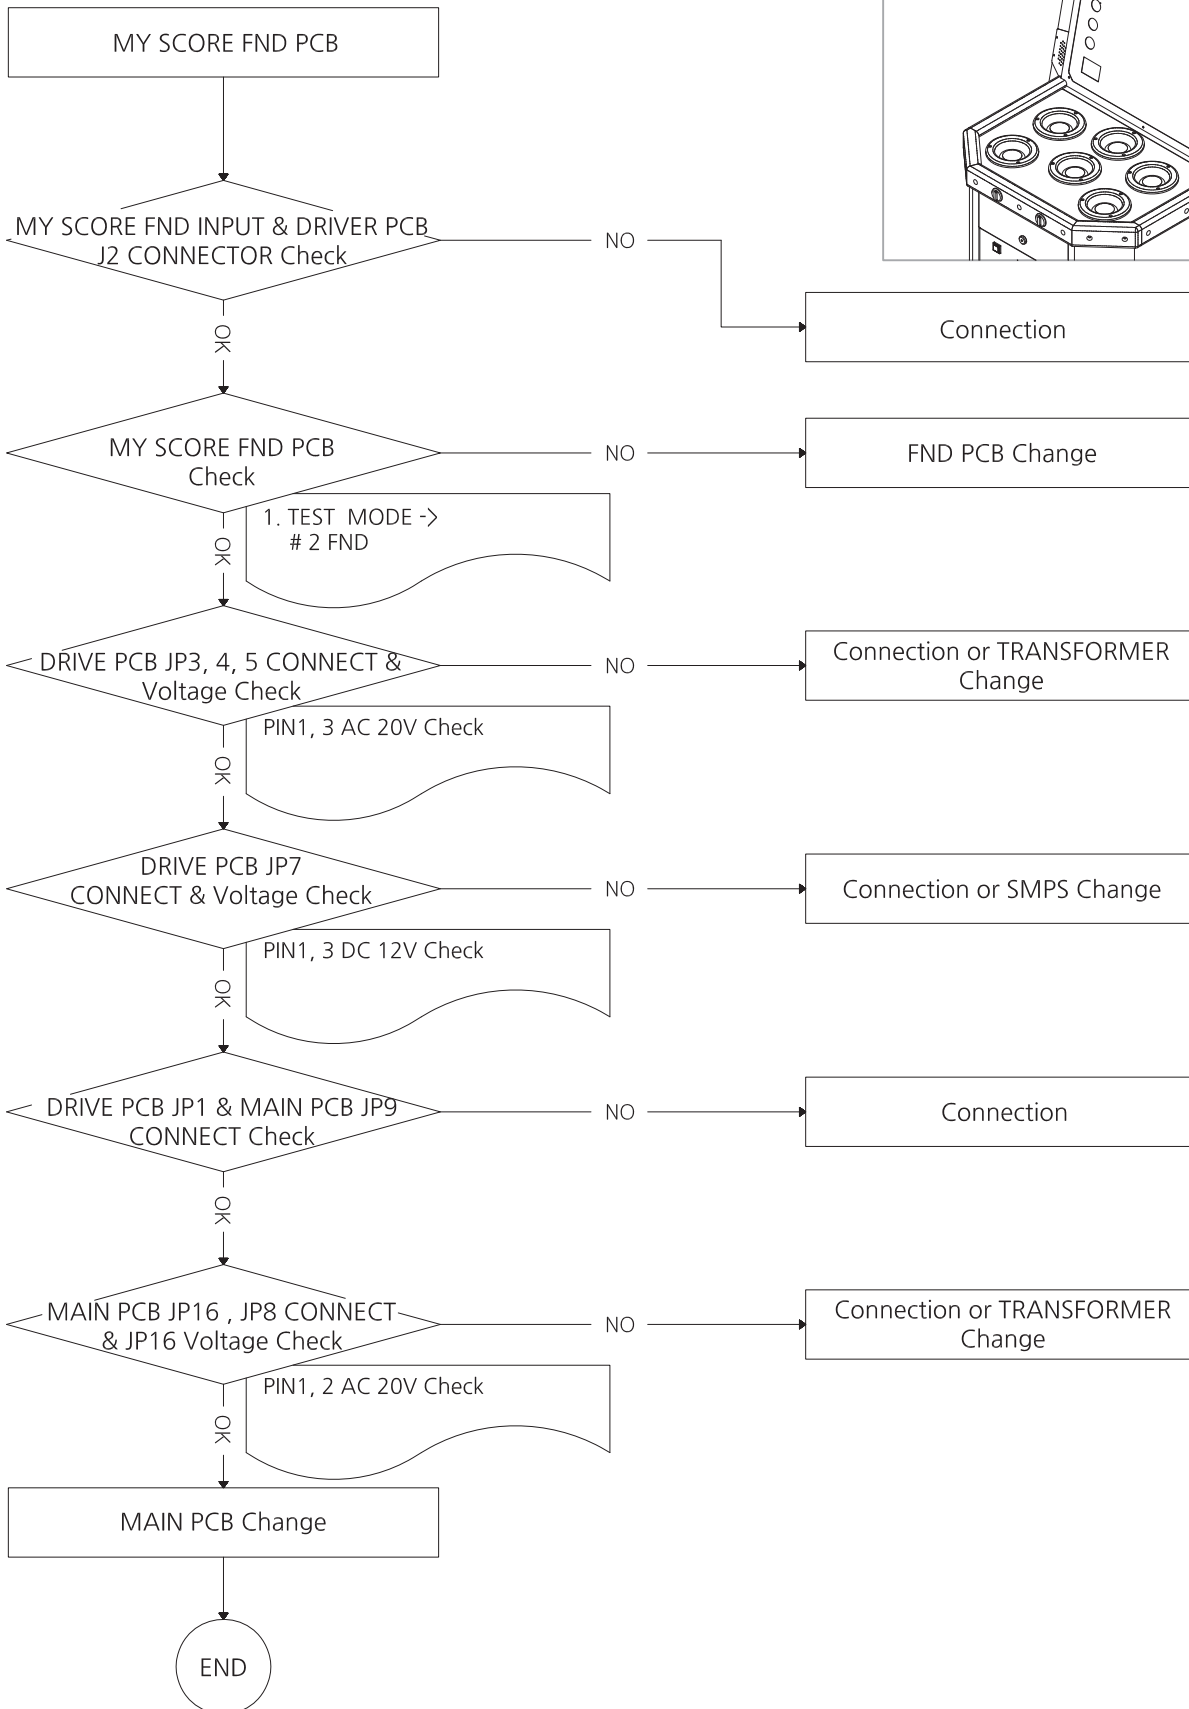 MY SCORE FND PCB
MY SCORE FND INPUT & DRIVER PCB
J2 CONNECTOR Check
NO
Connection
OK
MY SCORE FND PCB
Check
NO
FND PCB Change
1. TEST MODE ->
# 2 FND
OK
DRIVE PCB JP3, 4, 5 CONNECT &
Voltage Check
NO
Connection or TRANSFORMER
Change
PIN1, 3 AC 20V Check
OK
DRIVE PCB JP7
CONNECT & Voltage Check
NO
Connection or SMPS Change
PIN1, 3 DC 12V Check
OK
DRIVE PCB JP1 & MAIN PCB JP9
CONNECT Check
NO
Connection
OK
MAIN PCB JP16 , JP8 CONNECT
& JP16 Voltage Check
NO
Connection or TRANSFORMER
Change
PIN1, 2 AC 20V Check
OK
MAIN PCB Change
END